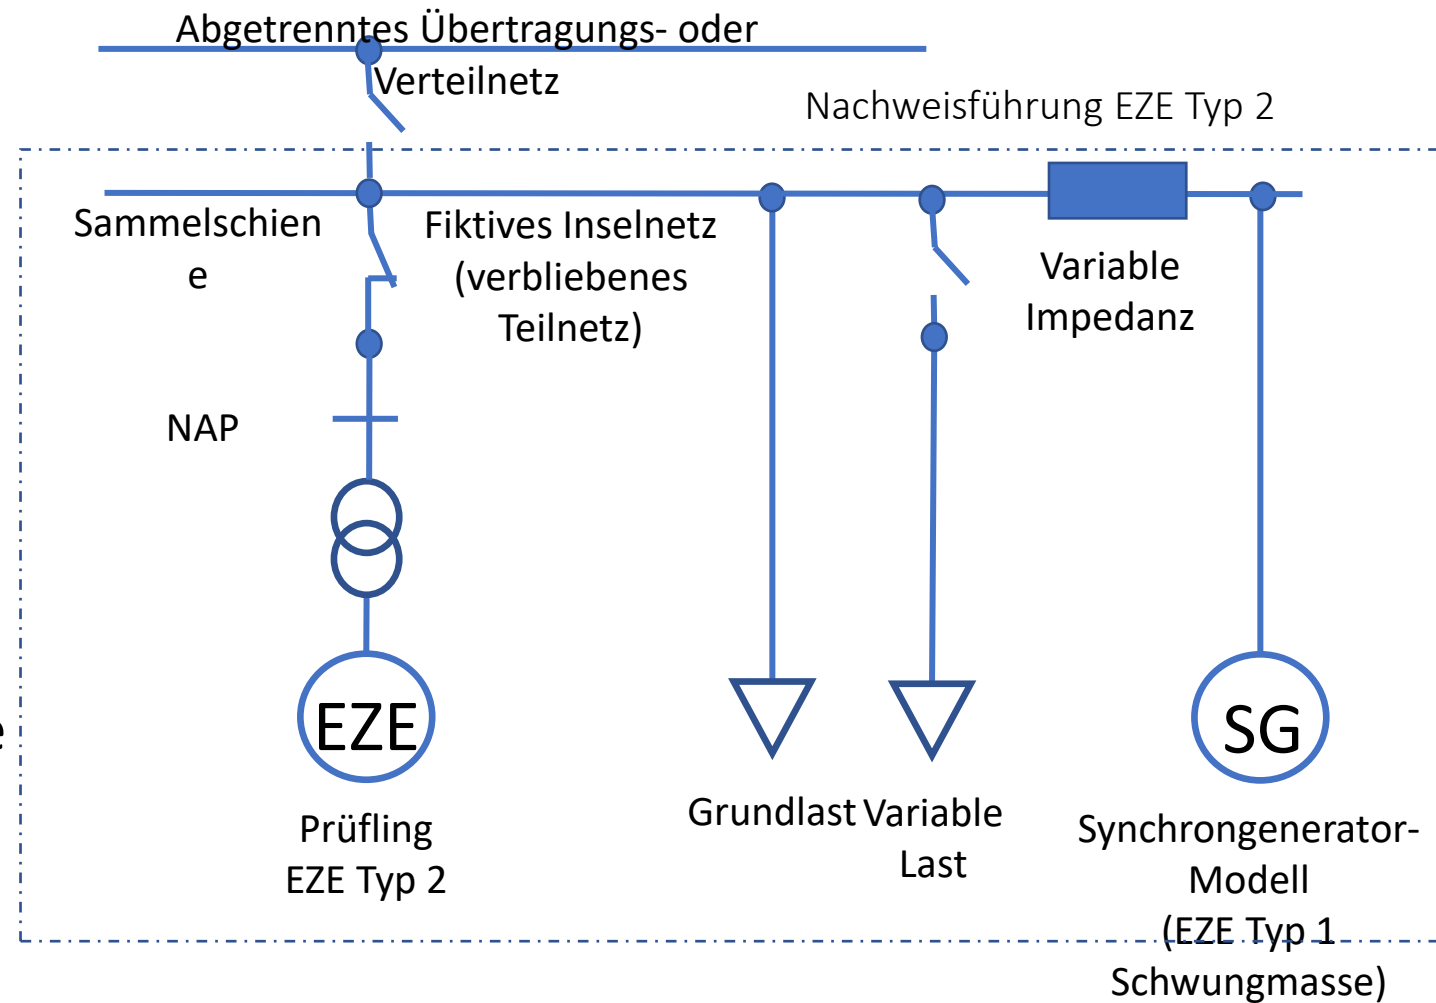 Abgetrenntes Übertragungs- oder
Verteilnetz
Nachweisführung EZE Typ 2
Sammelschien
e
Fiktives Inselnetz
(verbliebenes
Teilnetz)
Variable
Impedanz
NAP
EZE
SG
e
Prüfling
EZE Typ 2
Grundlast
Variable
Last
Synchrongenerator-
Modell
(EZE Typ 1
Schwungmasse)